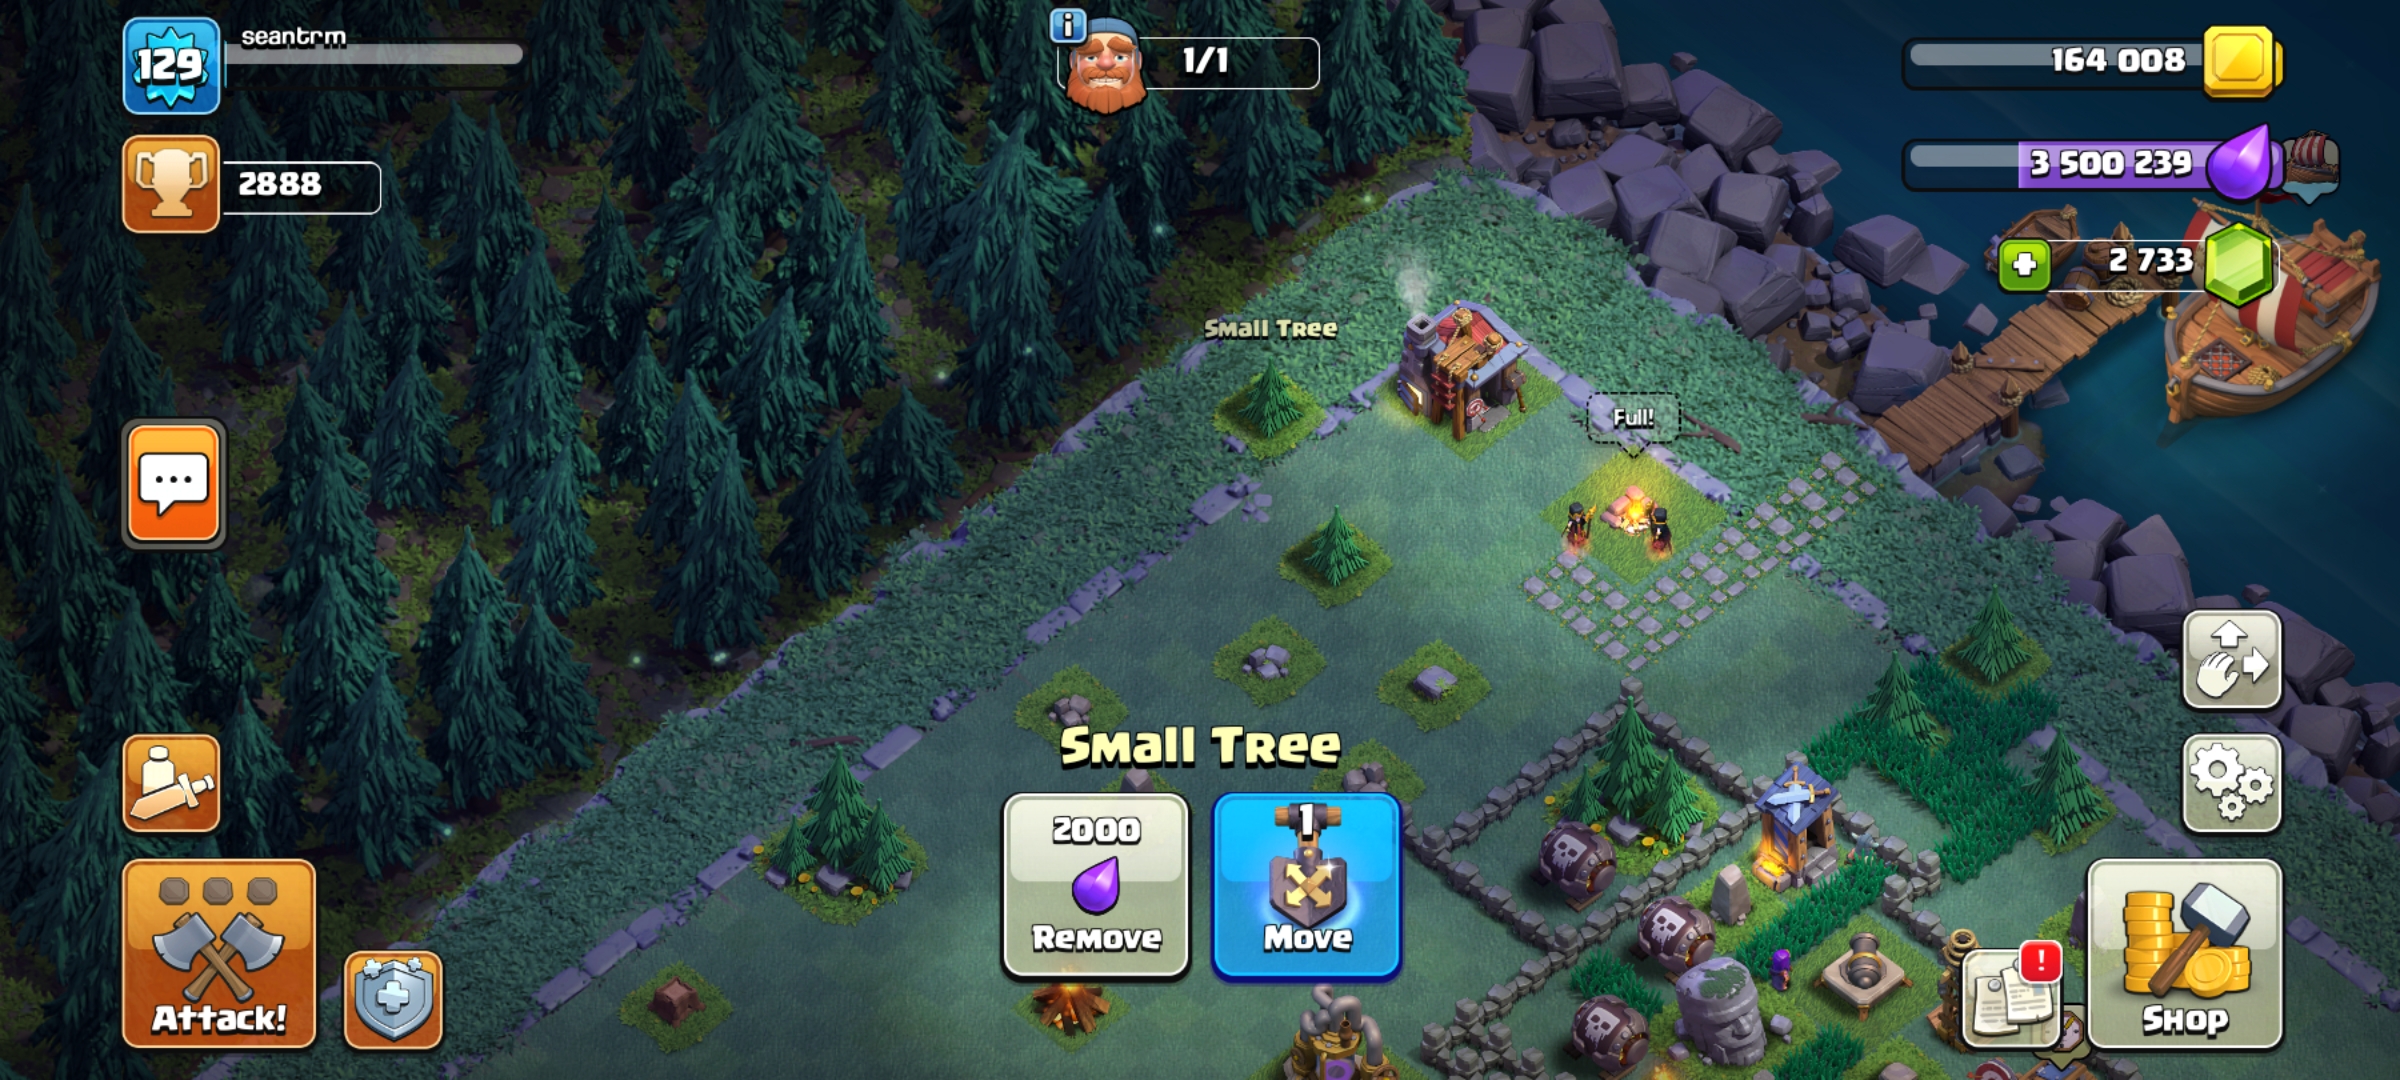 129
seantrm
1/1
164 008
2888
3 500 239
2 733
Small Tree
Full!
Small Tree
2000
Remove
1
Move
Attack!
!
Shop